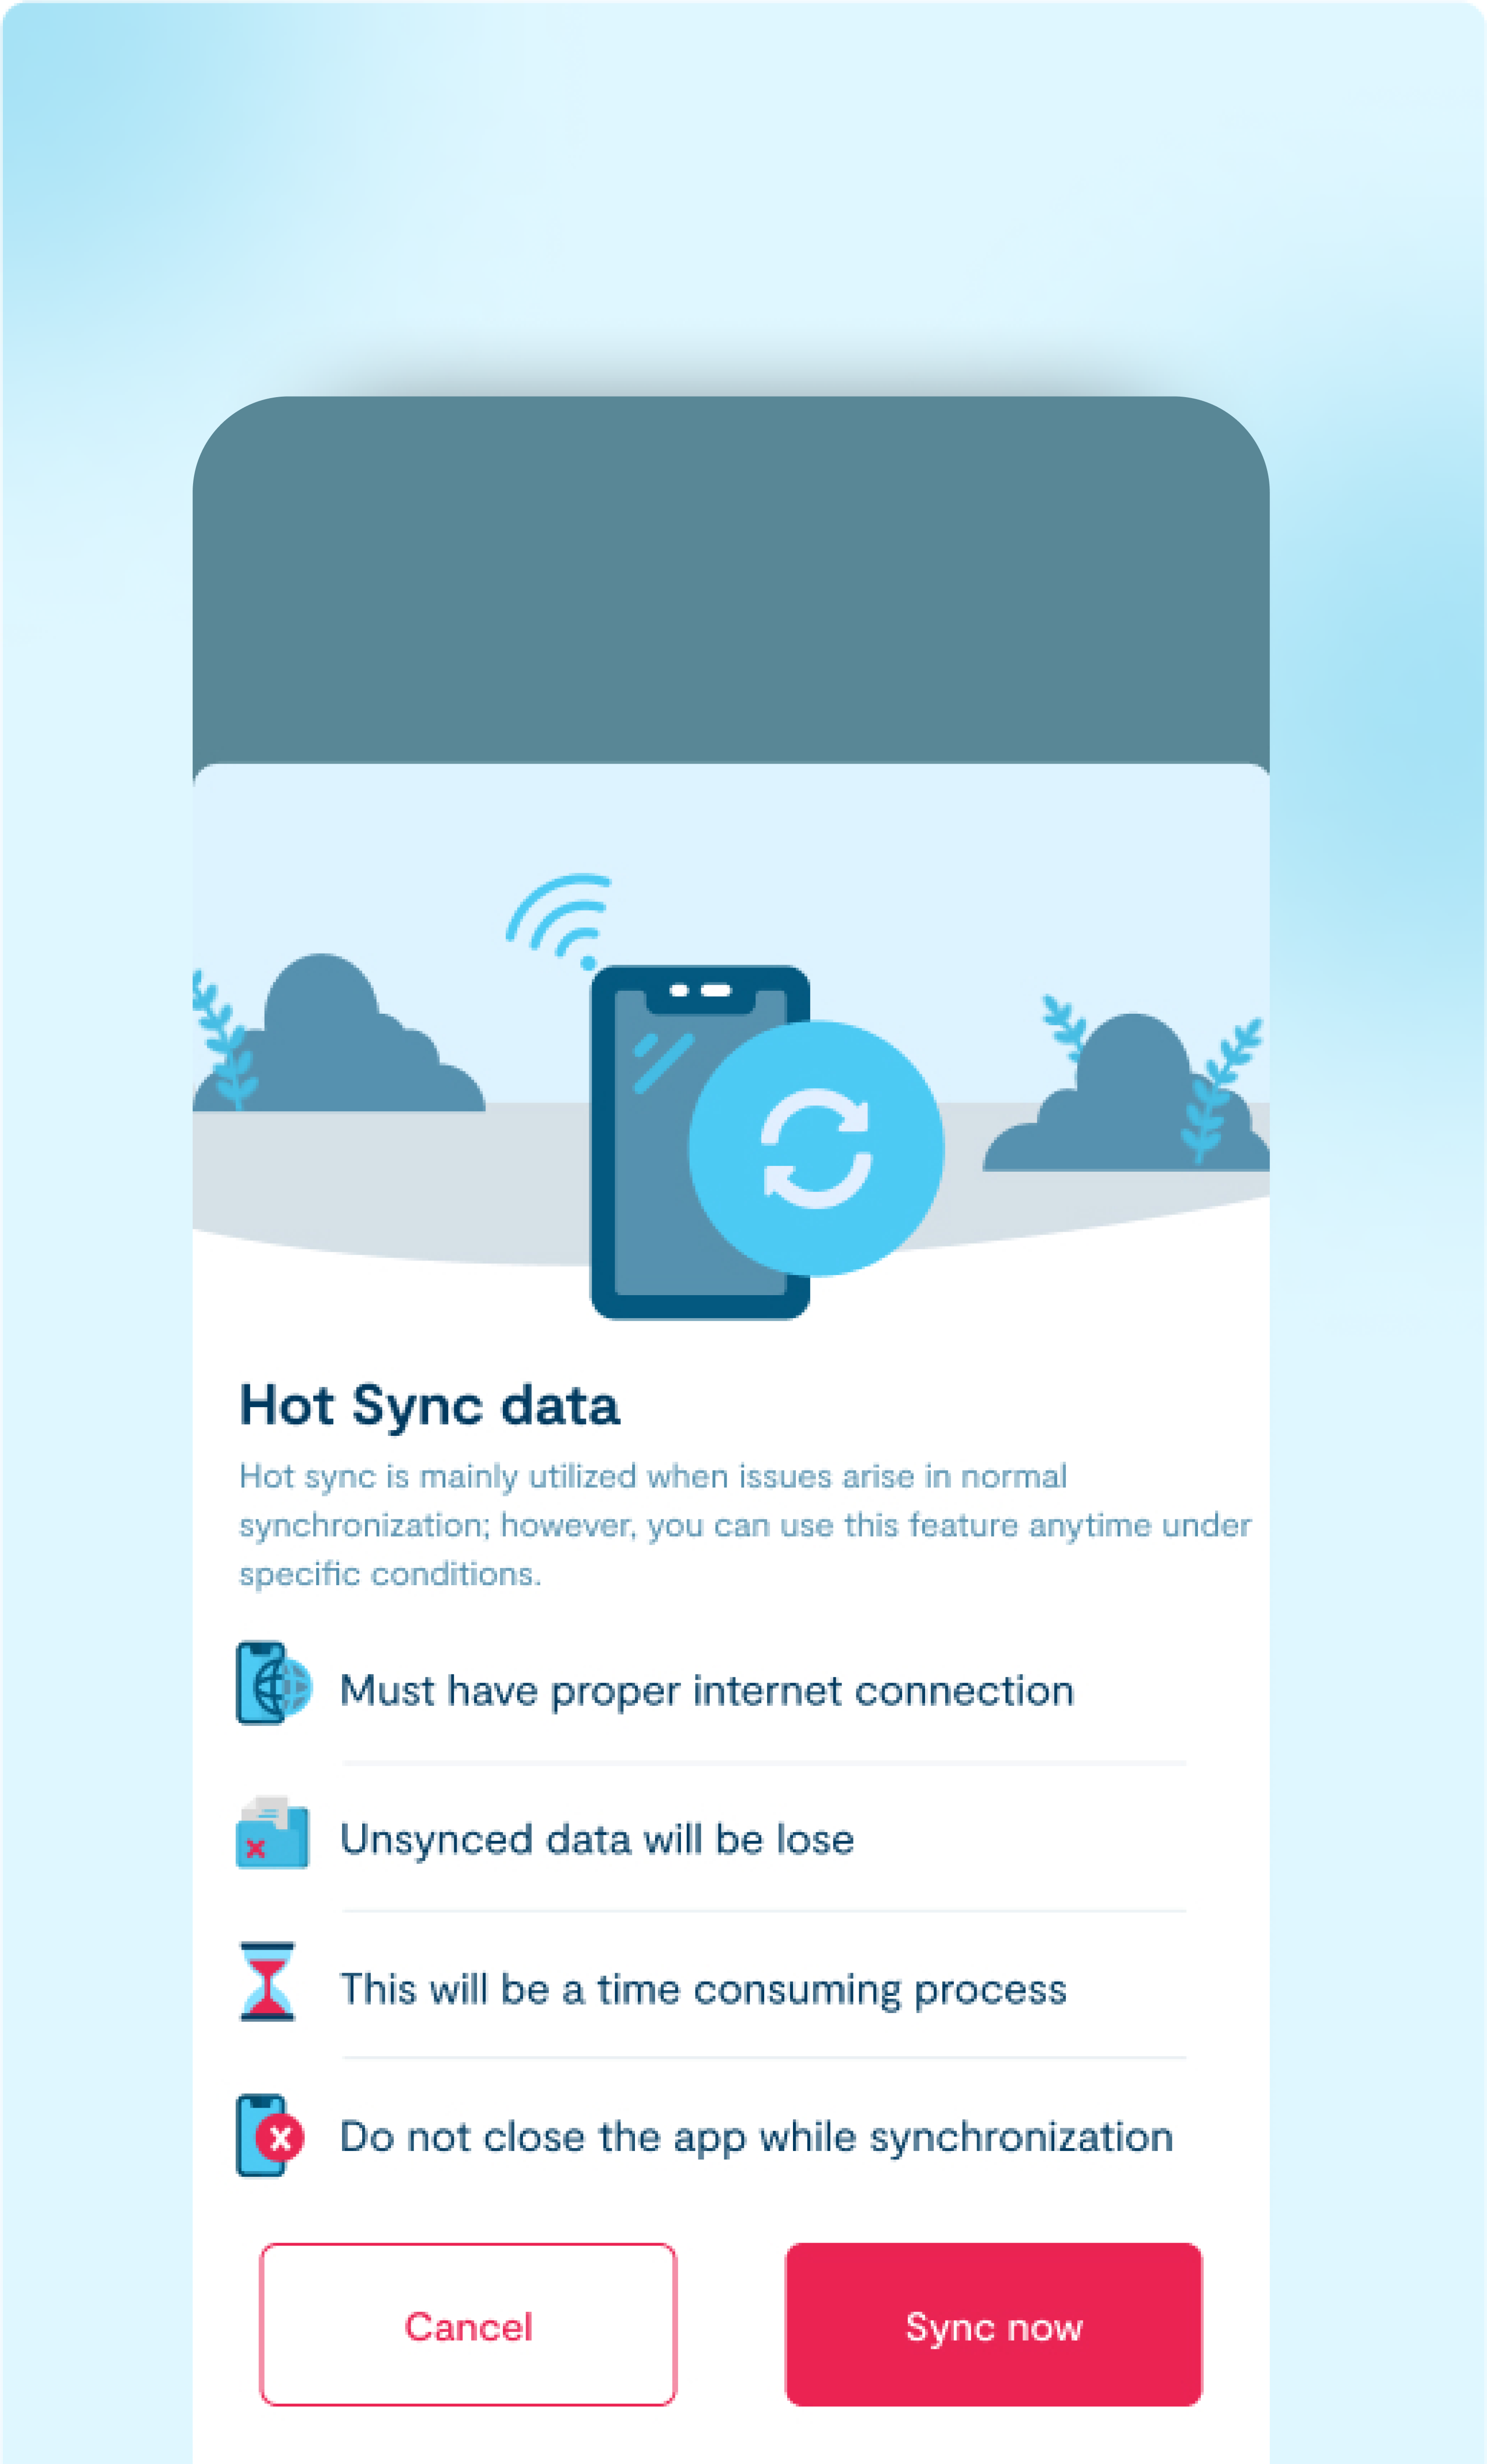 Hot Sync data
Hot sync is mainly utilized when issues arise in normal
synchronization; however, you can use this feature anytime under
specific conditions.
Must have proper internet connection
Unsynced data will be lose
This will be a time consuming process
Do not close the app while synchronization
Cancel
Sync now